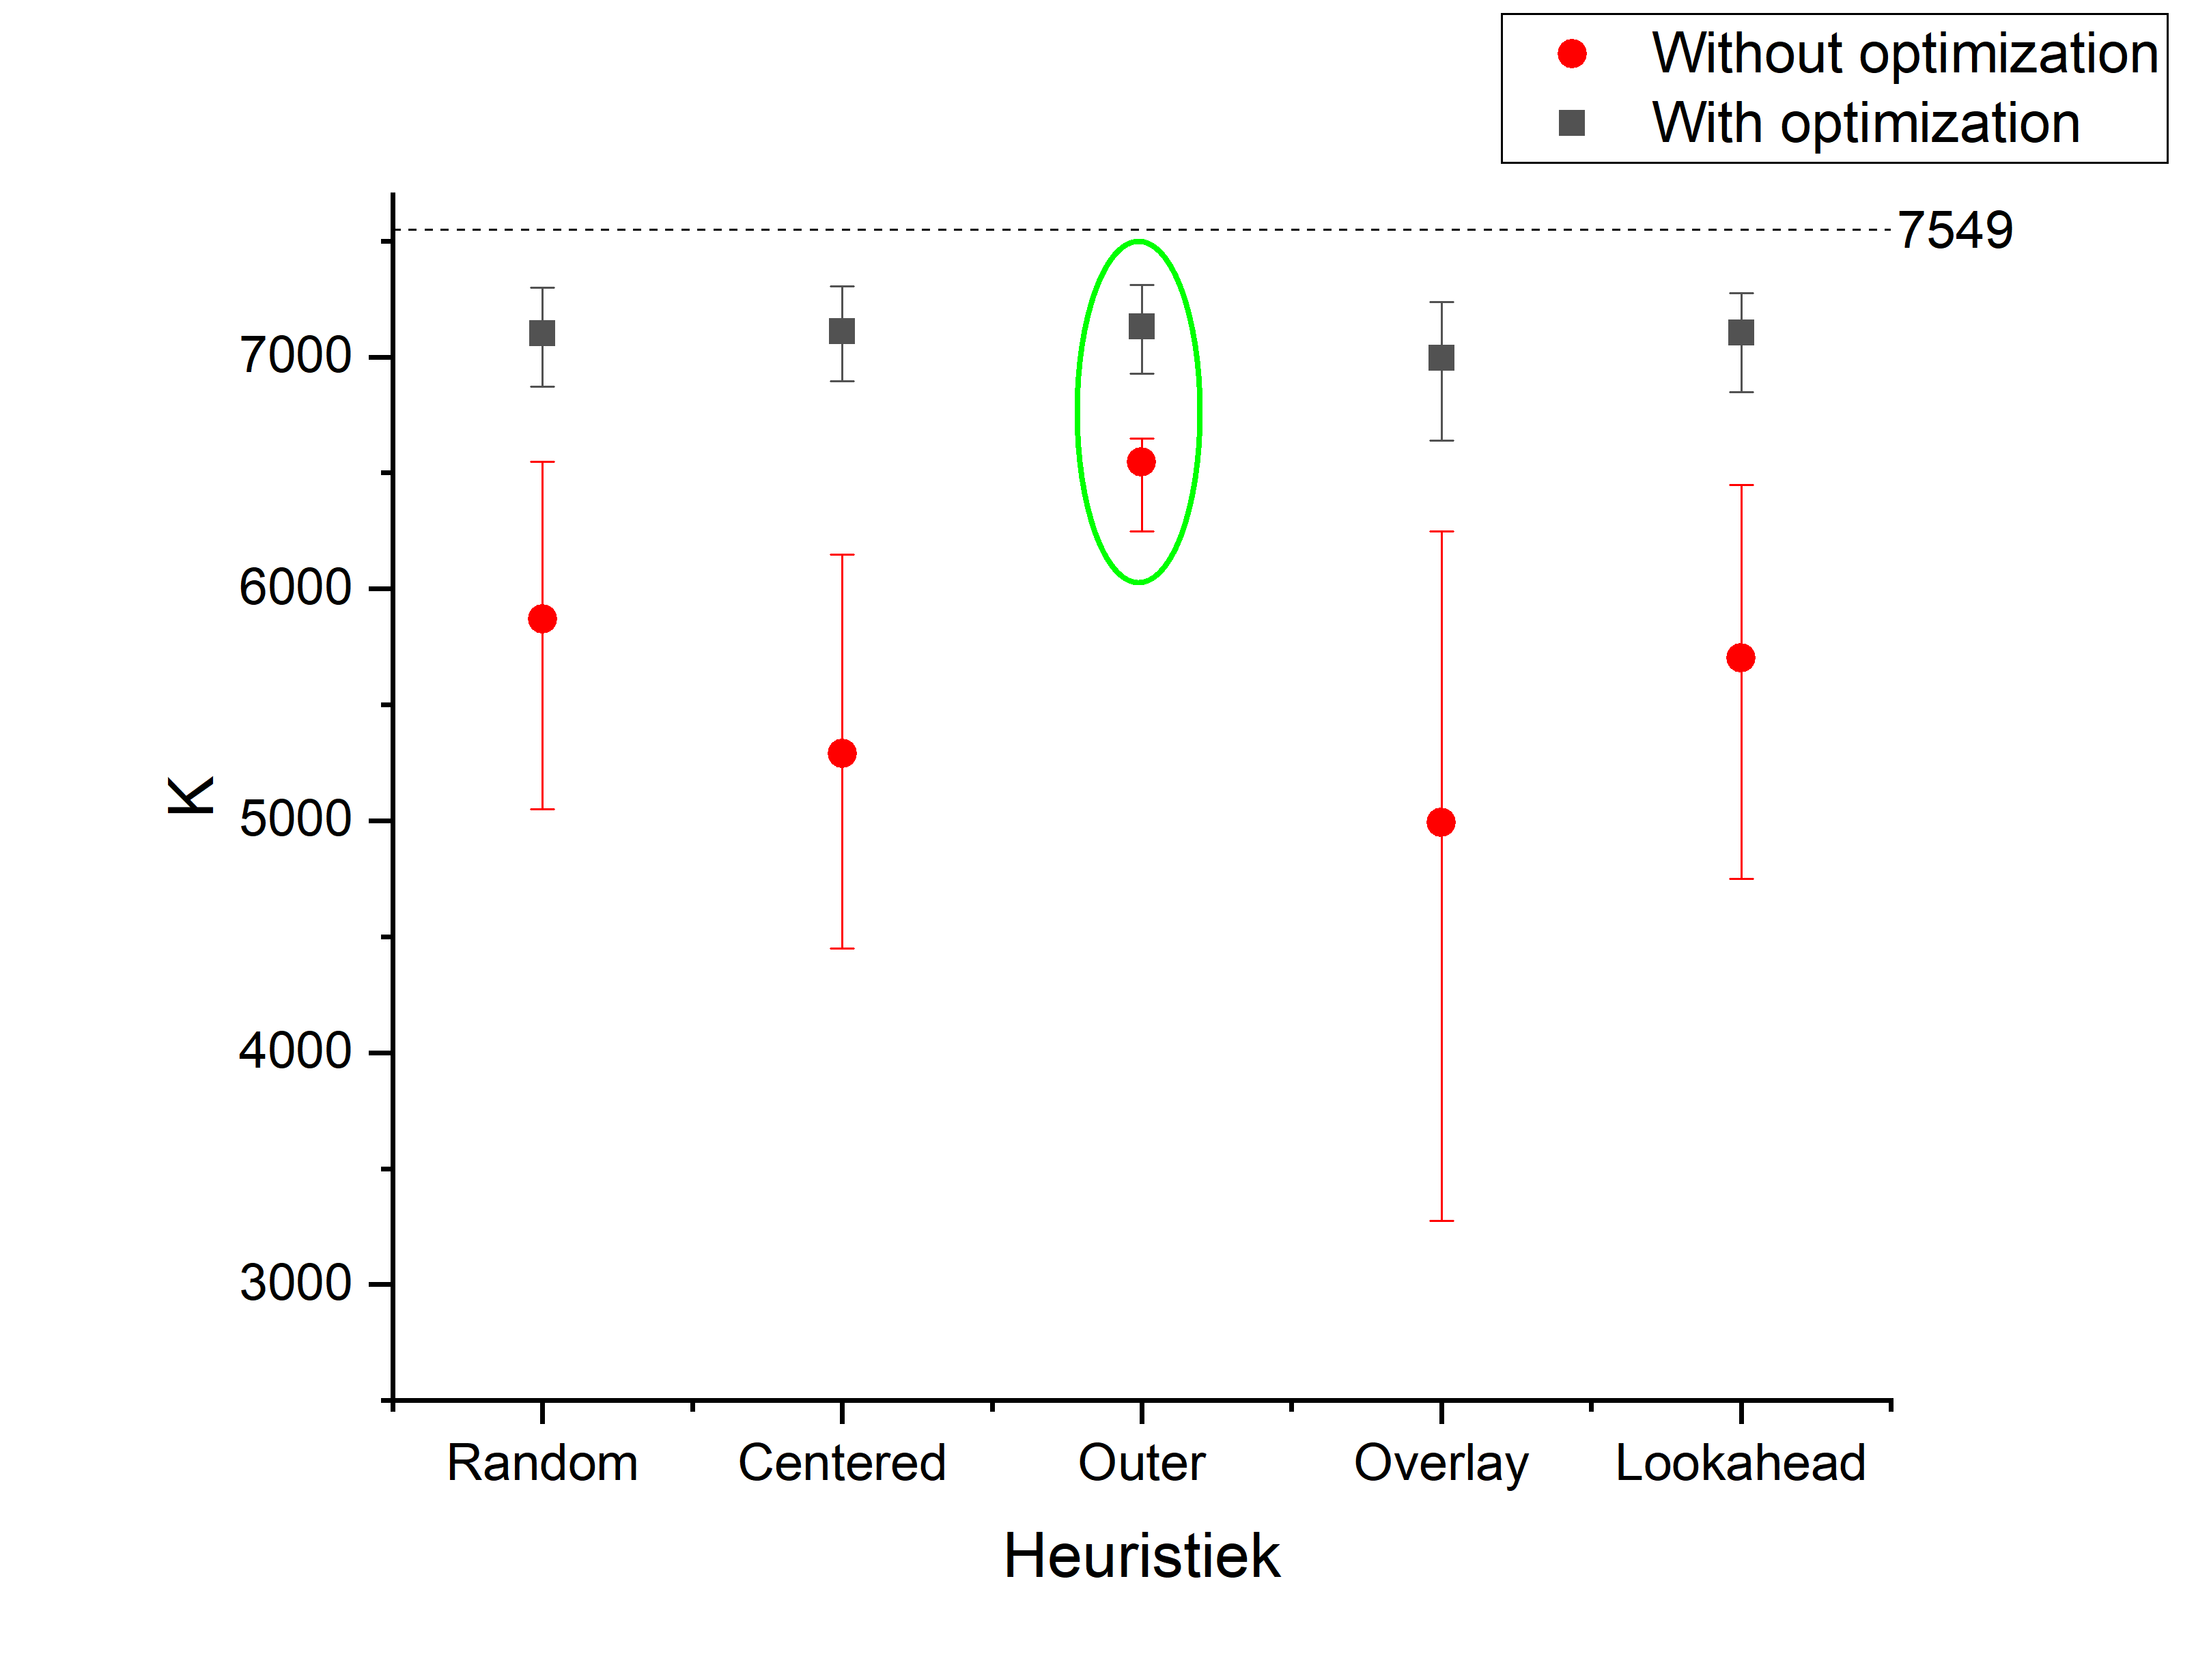 Without optimization
With optimization
7549
7000
6000
5000
4000
3000
K
Random Centered Outer Overlay Lookahead
Heuristiek